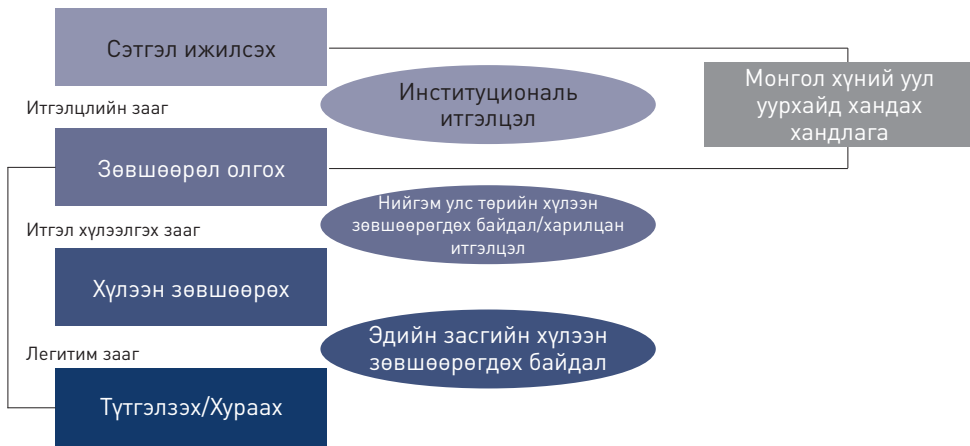 Сэтгэл ижилсэх
Институциональ
итгэлцэл
Монгол хүний уул
уурхайд хандах
хандлага
Итгэлцлийн зааг
Зөвшөөрөл олгох
Нийгэм улс төрийн хүлээн
зөвшөөрөгдөх байдал/харилцан
итгэлцэл
Итгэл хүлээлгэх зааг
Хүлээн зөвшөөрөх
Эдийн засгийн хүлээн
зөвшөөрөгдөх байдал
Легитим зааг
Түтгэлзэх/Хураах